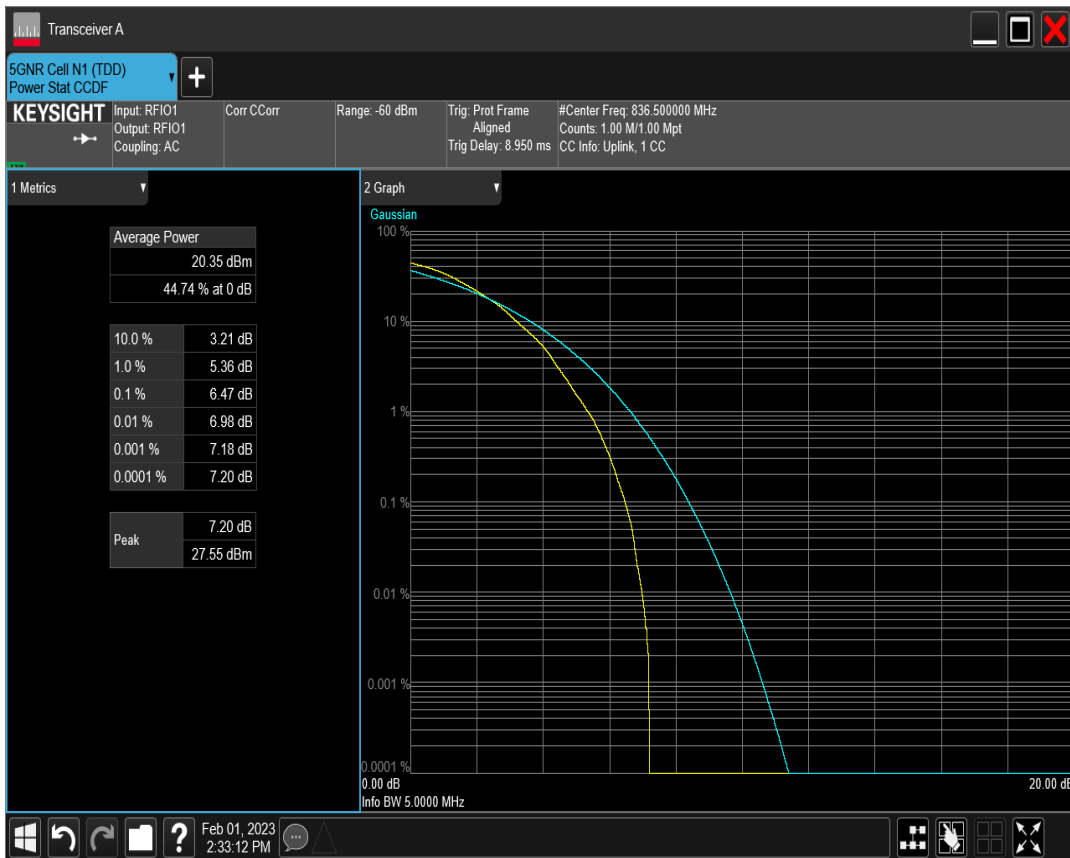 Transceiver A
5GNR Cell N1 (TDD)
Power Stat CCDF
KEYSIGHT
Input: RFIO1
Output: RFIO1
Coupling: AC
Corr CCorr
Range: -60 dBm
Trig: Prot Frame
Aligned
Trig Delay: 8.950 ms
#Center Freq: 836.500000 MHz
Counts: 1.00 M/1.00 Mpt
CC Info: Uplink, 1 CC
1 Metrics
Average Power
20.35 dBm
44.74 % at 0 dB
10.0 % 3.21 dB
1.0 % 5.36 dB
0.1 % 6.47 dB
0.01 % 6.98 dB
0.001 % 7.18 dB
0.0001 % 7.20 dB
Peak
7.20 dB
27.55 dBm
2 Graph
Gaussian
100 %
10 %
1 %
0.1 %
0.01 %
0.001 %
0.0001 %
0.00 dB
20.00 dB
Info BW 5.0000 MHz
Feb 01, 2023
2:33:12 PM